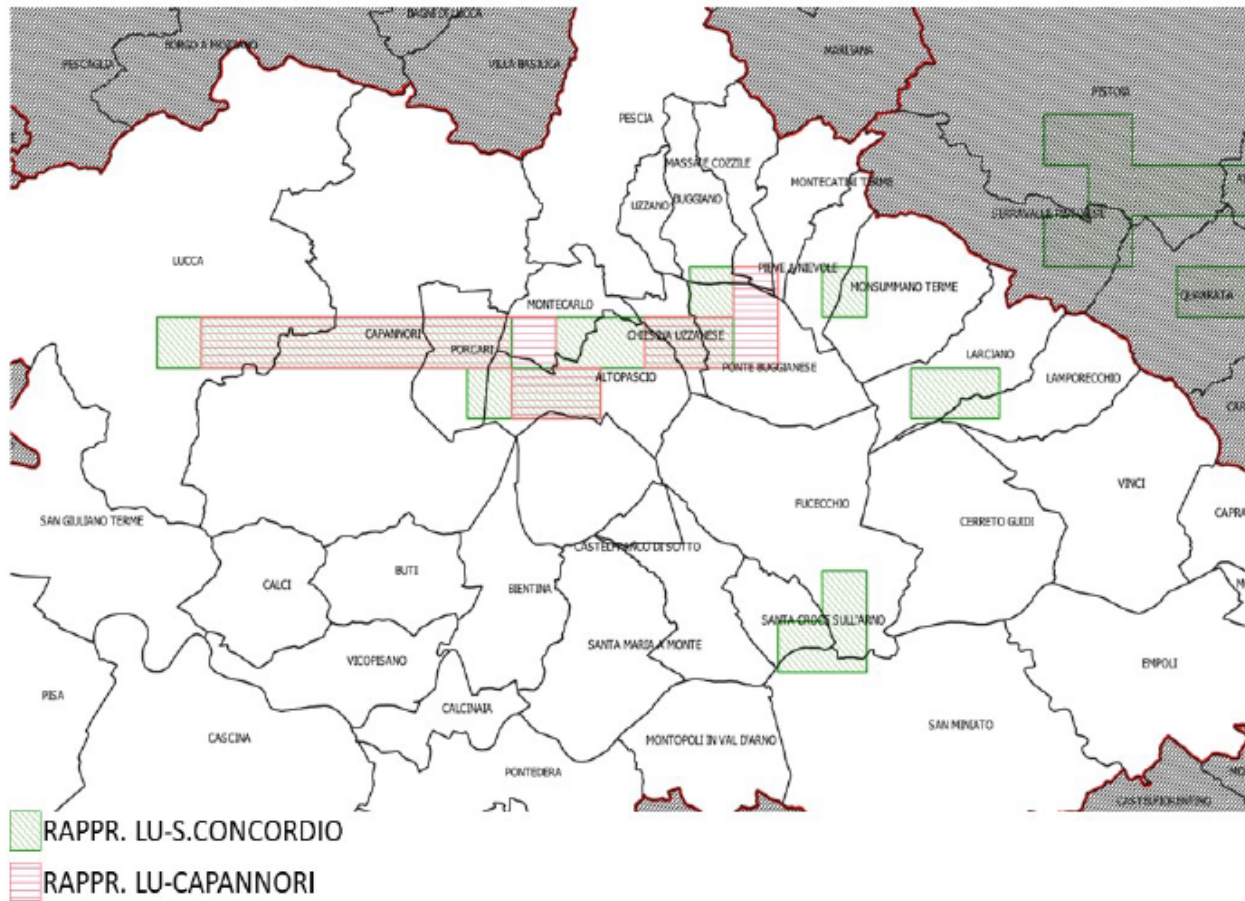 BAGNI DI LUCCA
BORGO A MOZZANO
MARLIANA
PESCAGLIA
VILLA BASILICA
PISTOIA
PESCIA
MASSA E COZZILE
MONTECATINI TERME
UZZANO
BUGGIANO
SERRAVALLE PISTOIESE
LUCCA
PIEVE A NIEVOLE
MONSUMMANO TERME
QUARRATA
MONTECARLO
CAPANNORI
CHIESINA UZZANESE
PORCARI
LARCIANO
ALTOPASCIO
PONTE BUGGIANESE
LAMPORECCHIO
CAR
VINCI
FUCECCHIO
SAN GIULIANO TERME
CERRETO GUIDI
CAPRA
CASTELFRANCO DI SOTTO
BUTI
CALCI
BIENTINA
SANTA CROCE SULL'ARNO
SANTA MARIA A MONTE
VICOPISANO
EMPOLI
PISA
CALCINAIA
SAN MINIATO
CASCINA
MONTOPOLI IN VAL D'ARNO
PONTEDERA
CASTELFIORENTINO
RAPPR. LU-S.CONCORDIO
RAPPR. LU-CAPANNORI